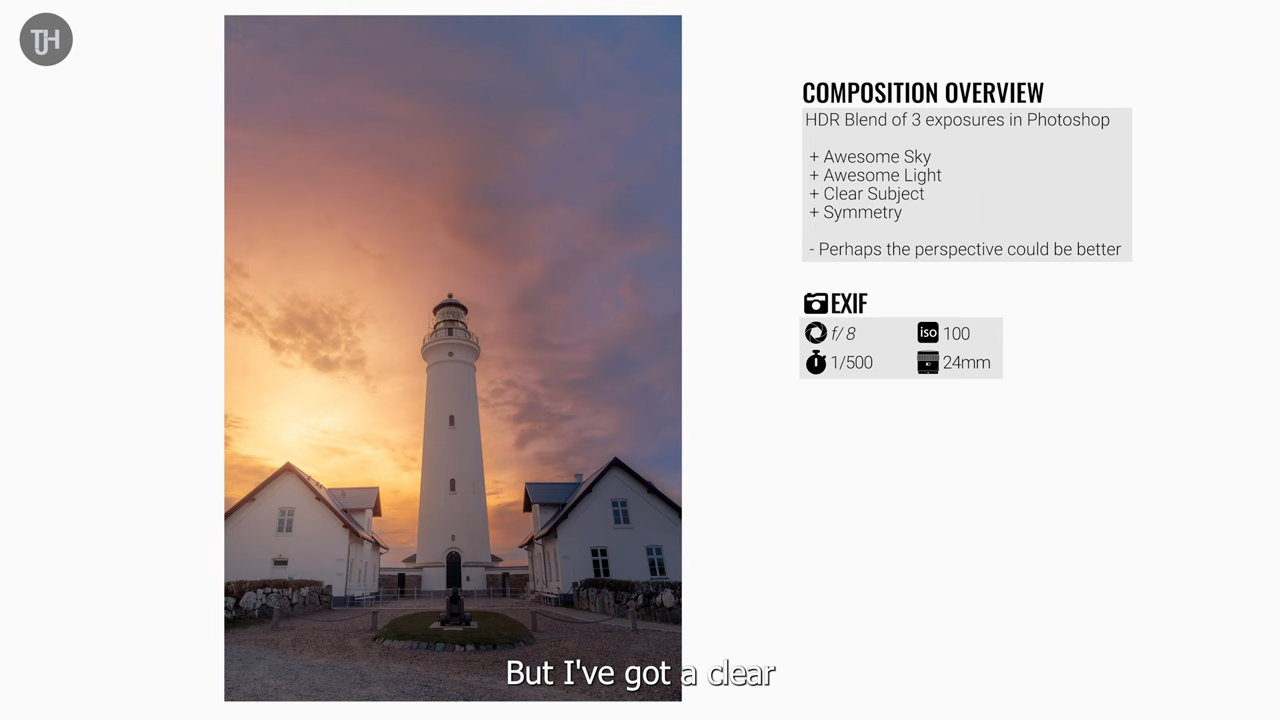 TJH
COMPOSITION OVERVIEW
HDR Blend of 3 exposures in Photoshop
+ Awesome Sky
+ Awesome Light
+ Clear Subject
+ Symmetry
- Perhaps the perspective could be better
EXIF
f/8
iso 100
1/500
24mm
But I've got a clear